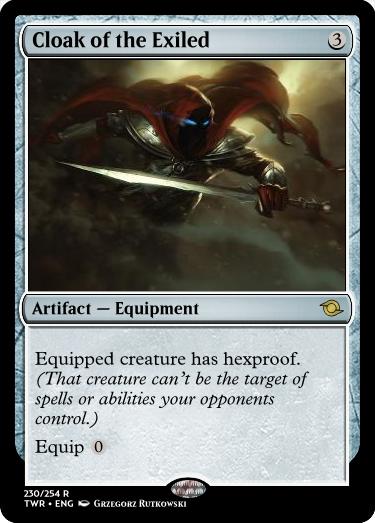 Cloak of the Exiled 3
Artifact — Equipment
Equipped creature has hexproof.
(That creature can't be the target of
spells or abilities your opponents
control.)
Equip 0
230/254 R
TWR • ENG Grzegorz Rutkowski